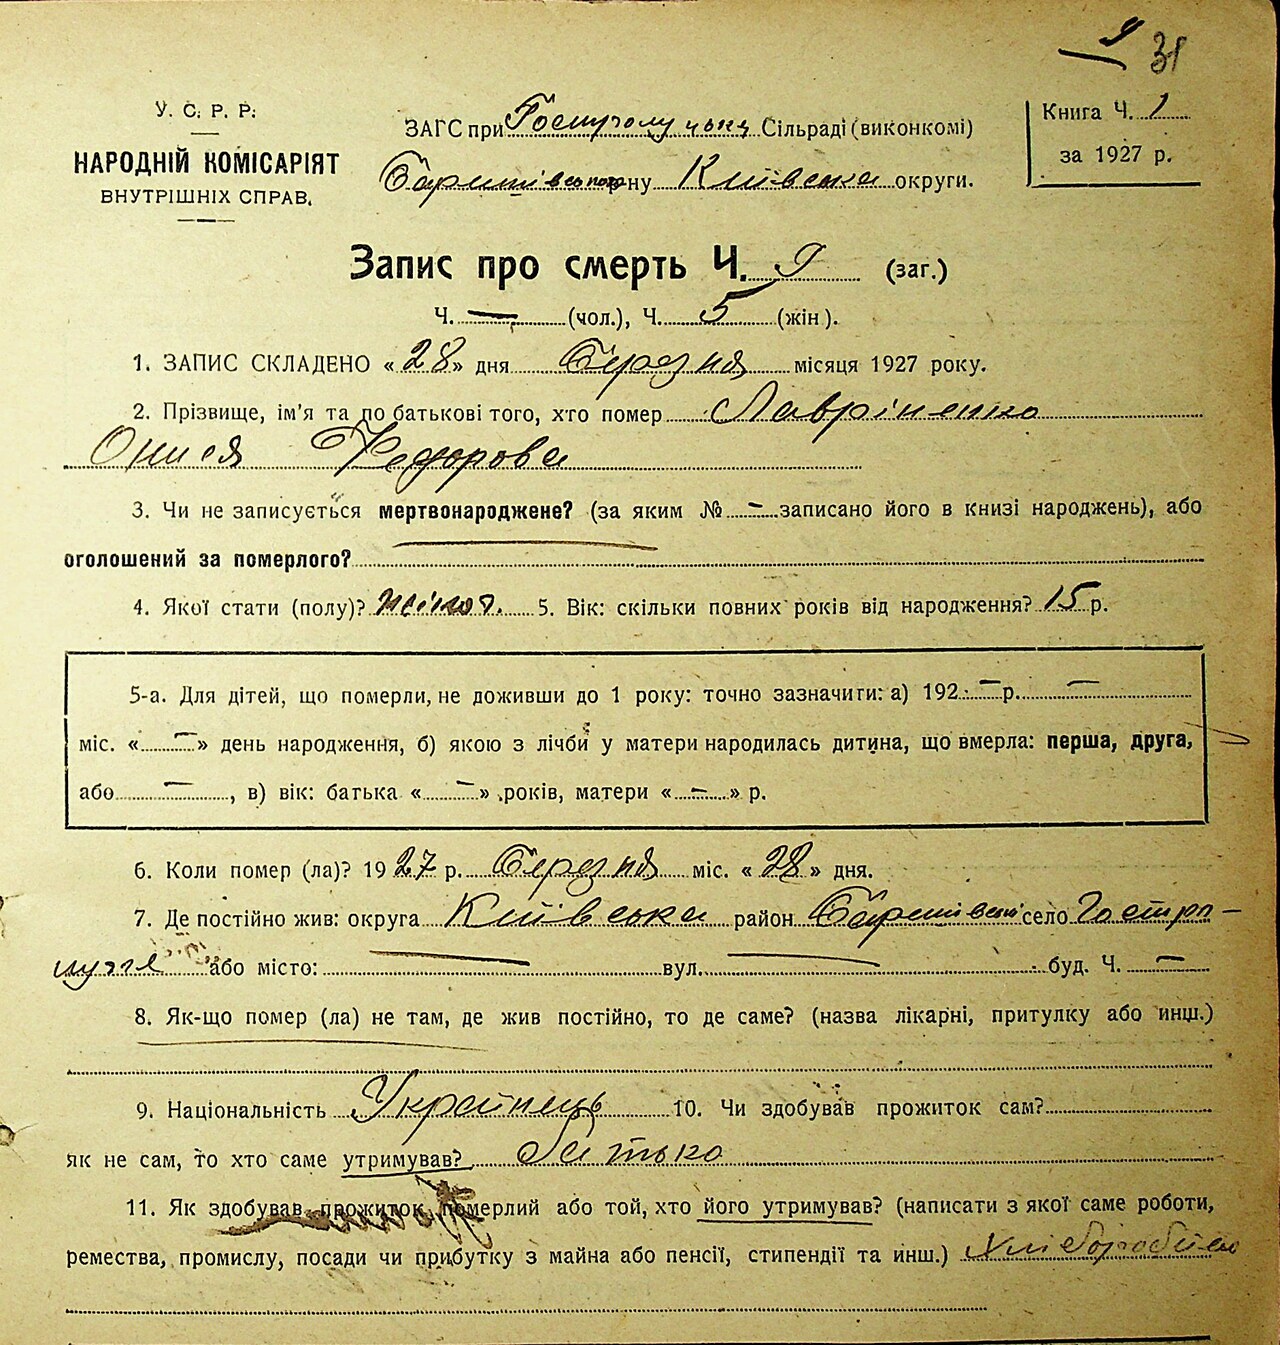 9 31
У. С. Р. Р.
НАРОДНІЙ КОМІСАРІЯТ
ВНУТРІШНІХ СПРАВ.
ЗАГС при Сільраді (виконкомі)
ну Київська округи.
Книга Ч. 1
за 1927 р.
Запис про смерть Ч. 9 (заг.)
Ч. — (чол.), Ч. 5 (жін).
1. ЗАПИС СКЛАДЕНО «28» дня Березня місяця 1927 року.
2. Прізвище, ім'я та по батькові того, хто помер Лавріненко
Онися Федорова
3. Чи не записується мертвонароджене? (за яким № — записано його в книзі народжень), або
оголошений за померлого?
4. Якої стати (полу)? жіноч. 5. Вік: скільки повних років від народження? 15 р.
5-а. Для дітей, що померли, не доживши до 1 року: точно зазначити: а) 192 — р. —
міс. « — » день народження, б) якою з лічби у матери народилась дитина, що вмерла: перша, друга,
або — , в) вік: батька « — » років, матери « — » р.
6. Коли помер (ла)? 1927 р. Березня міс. «28» дня.
7. Де постійно жив: округа Київська район село
або місто: — вул. — буд. Ч. —
8. Як-що помер (ла) не там, де жив постійно, то де саме? (назва лікарні, притулку або инш.)
9. Національність Українець 10. Чи здобував прожиток сам?
як не сам, то хто саме утримував? батько
11. Як здобував прожиток померлий або той, хто його утримував? (написати з якої саме роботи,
ремества, промислу, посади чи прибутку з майна або пенсії, стипендії та инш.)